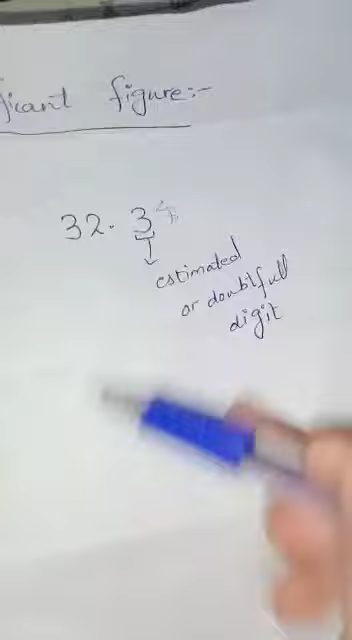 ficant figure:-
32.3
estimated
or doubtfull
digit